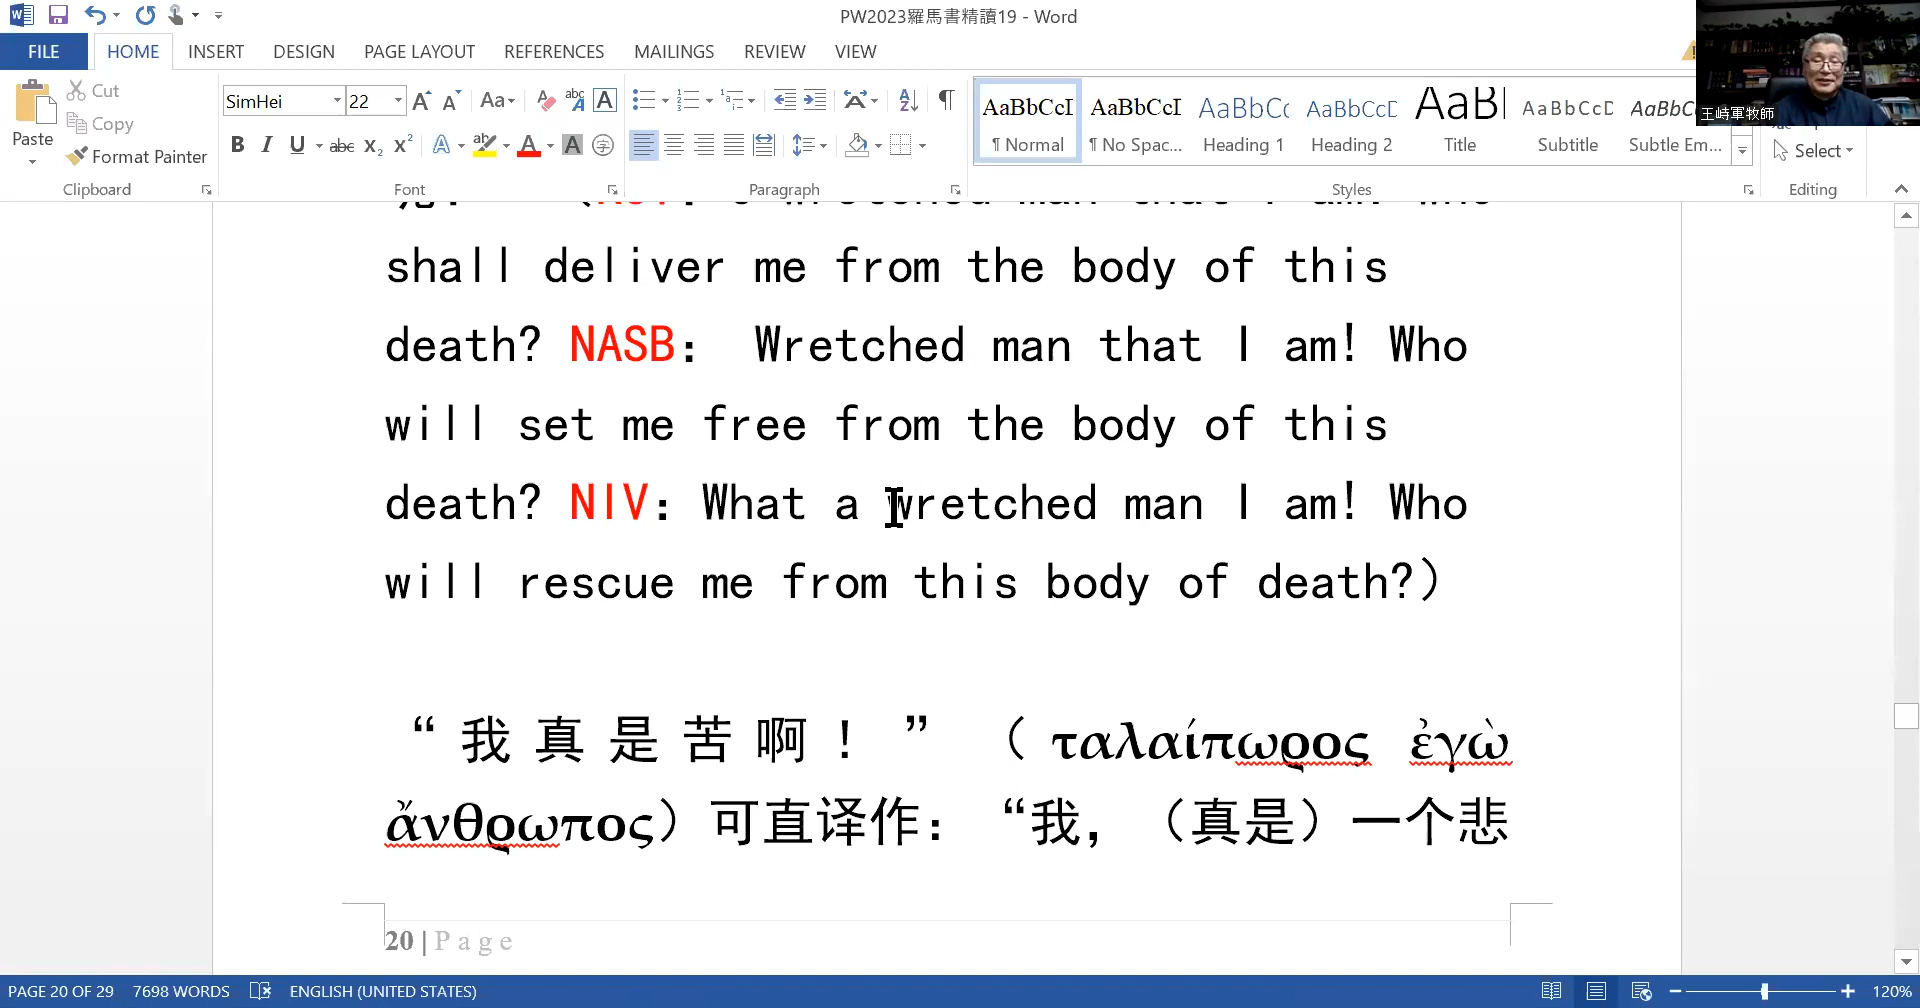 PW2023羅馬書精讀19 - Word
FILE HOME INSERT DESIGN PAGE LAYOUT REFERENCES MAILINGS REVIEW VIEW
王峙軍牧師
Paste
Cut
Copy
Format Painter
Clipboard
SimHei 22
Font
Paragraph
AaBbCcI AaBbCcI AaBbCc AaBbCcD AaBl AaBbCcD AaBbCc
¶ Normal ¶ No Spac... Heading 1 Heading 2 Title Subtitle Subtle Em...
Styles
Select
Editing
shall deliver me from the body of this
death? NASB： Wretched man that I am! Who
will set me free from the body of this
death? NIV：What a wretched man I am! Who
will rescue me from this body of death?）
“我真是苦啊！”（ταλαίπωρος ἐγὼ
ἄνθρωπος）可直译作：“我，（真是）一个悲
20 | Page
PAGE 20 OF 29 7698 WORDS ENGLISH (UNITED STATES) 120%